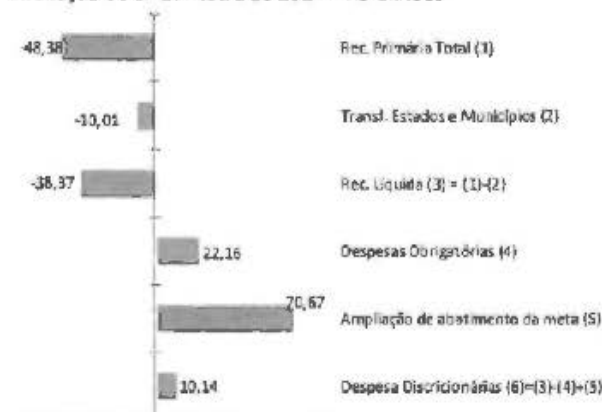 -48,38 Rec. Primária Total (1)
-10,01 Transf. Estados e Municípios (2)
-38,37 Rec. Líquida (3) = (1)-(2)
22,16 Despesas Obrigatórias (4)
70,67 Ampliação de abatimento da meta (5)
10,14 Despesa Discricionárias (6)=(3)-(4)+(5)